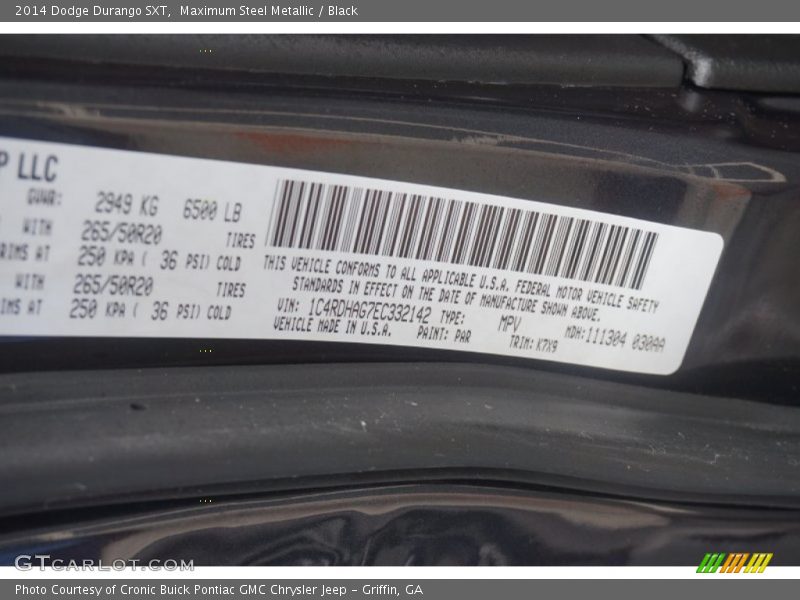 2014 Dodge Durango SXT,  Maximum Steel Metallic / Black
P LLC
GVWR: 2949 KG 6500 LB
WITH 265/50R20 TIRES
RIMS AT 250 KPA ( 36 PSI) COLD
WITH 265/50R20 TIRES
IMS AT 250 KPA ( 36 PSI) COLD
THIS VEHICLE CONFORMS TO ALL APPLICABLE U.S.A. FEDERAL MOTOR VEHICLE SAFETY
STANDARDS IN EFFECT ON THE DATE OF MANUFACTURE SHOWN ABOVE.
VIN: 1C4RDHAG7EC332142 TYPE: MPV MDH:111304 030AA
VEHICLE MADE IN U.S.A. PAINT: PAR TRIM: K7X9
GTCARLOT.COM
Photo Courtesy of Cronic Buick Pontiac GMC Chrysler Jeep – Griffin, GA